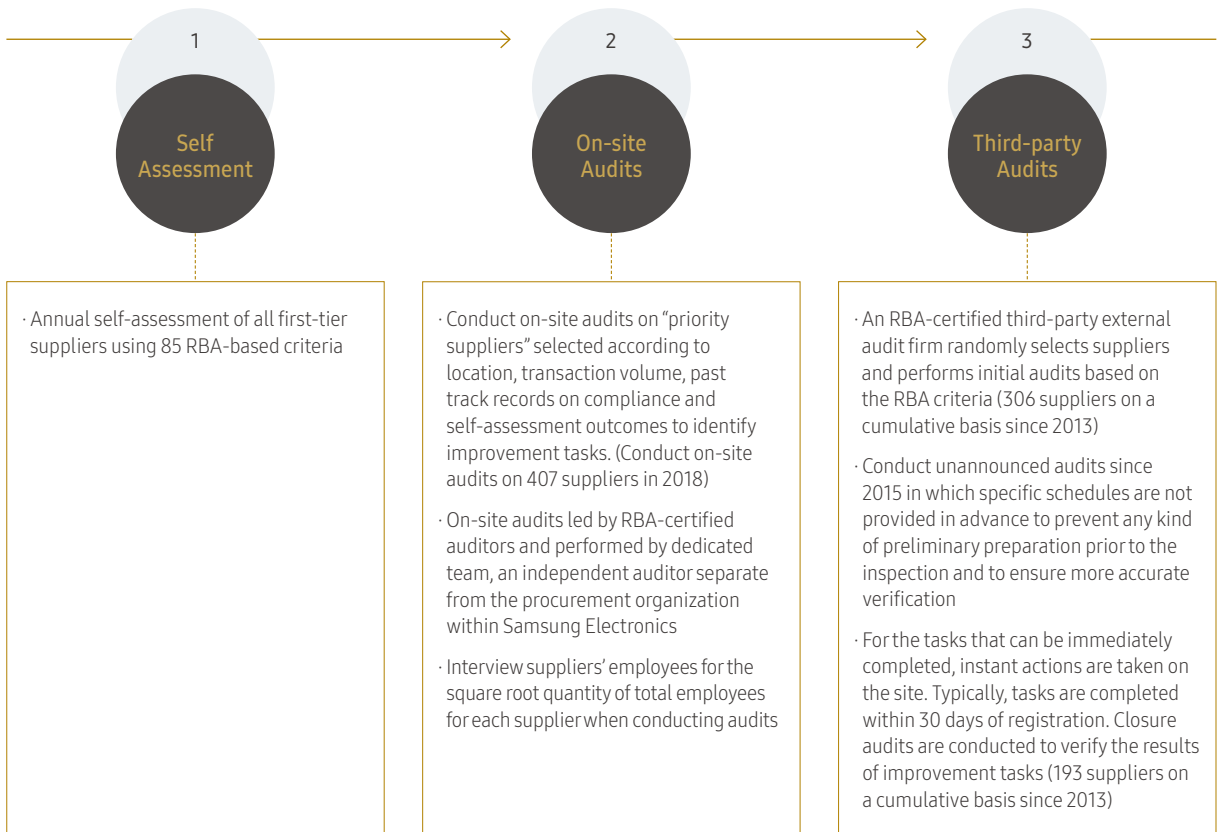 1
Self
Assessment
· Annual self-assessment of all first-tier
suppliers using 85 RBA-based criteria
2
On-site
Audits
· Conduct on-site audits on “priority
suppliers” selected according to
location, transaction volume, past
track records on compliance and
self-assessment outcomes to identify
improvement tasks. (Conduct on-site
audits on 407 suppliers in 2018)
· On-site audits led by RBA-certified
auditors and performed by dedicated
team, an independent auditor separate
from the procurement organization
within Samsung Electronics
· Interview suppliers’ employees for the
square root quantity of total employees
for each supplier when conducting audits
3
Third-party
Audits
· An RBA-certified third-party external
audit firm randomly selects suppliers
and performs initial audits based on
the RBA criteria (306 suppliers on a
cumulative basis since 2013)
· Conduct unannounced audits since
2015 in which specific schedules are not
provided in advance to prevent any kind
of preliminary preparation prior to the
inspection and to ensure more accurate
verification
· For the tasks that can be immediately
completed, instant actions are taken on
the site. Typically, tasks are completed
within 30 days of registration. Closure
audits are conducted to verify the results
of improvement tasks (193 suppliers on
a cumulative basis since 2013)